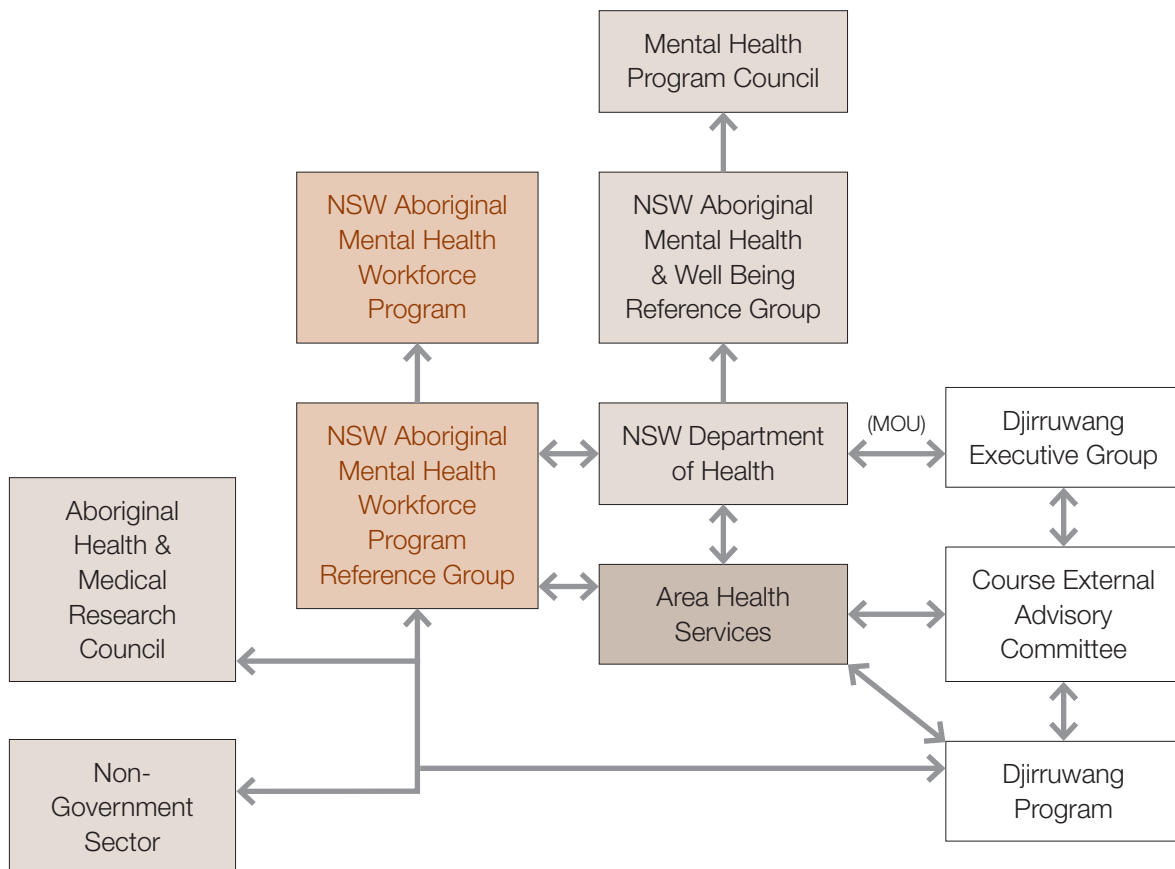 Mental Health
Program Council
NSW Aboriginal
Mental Health
Workforce
Program
NSW Aboriginal
Mental Health
& Well Being
Reference Group
NSW Aboriginal
Mental Health
Workforce
Program
Reference Group
NSW Department
of Health
(MOU)
Djirruwang
Executive Group
Aboriginal
Health &
Medical
Research
Council
Area Health
Services
Course External
Advisory
Committee
Non-
Government
Sector
Djirruwang
Program